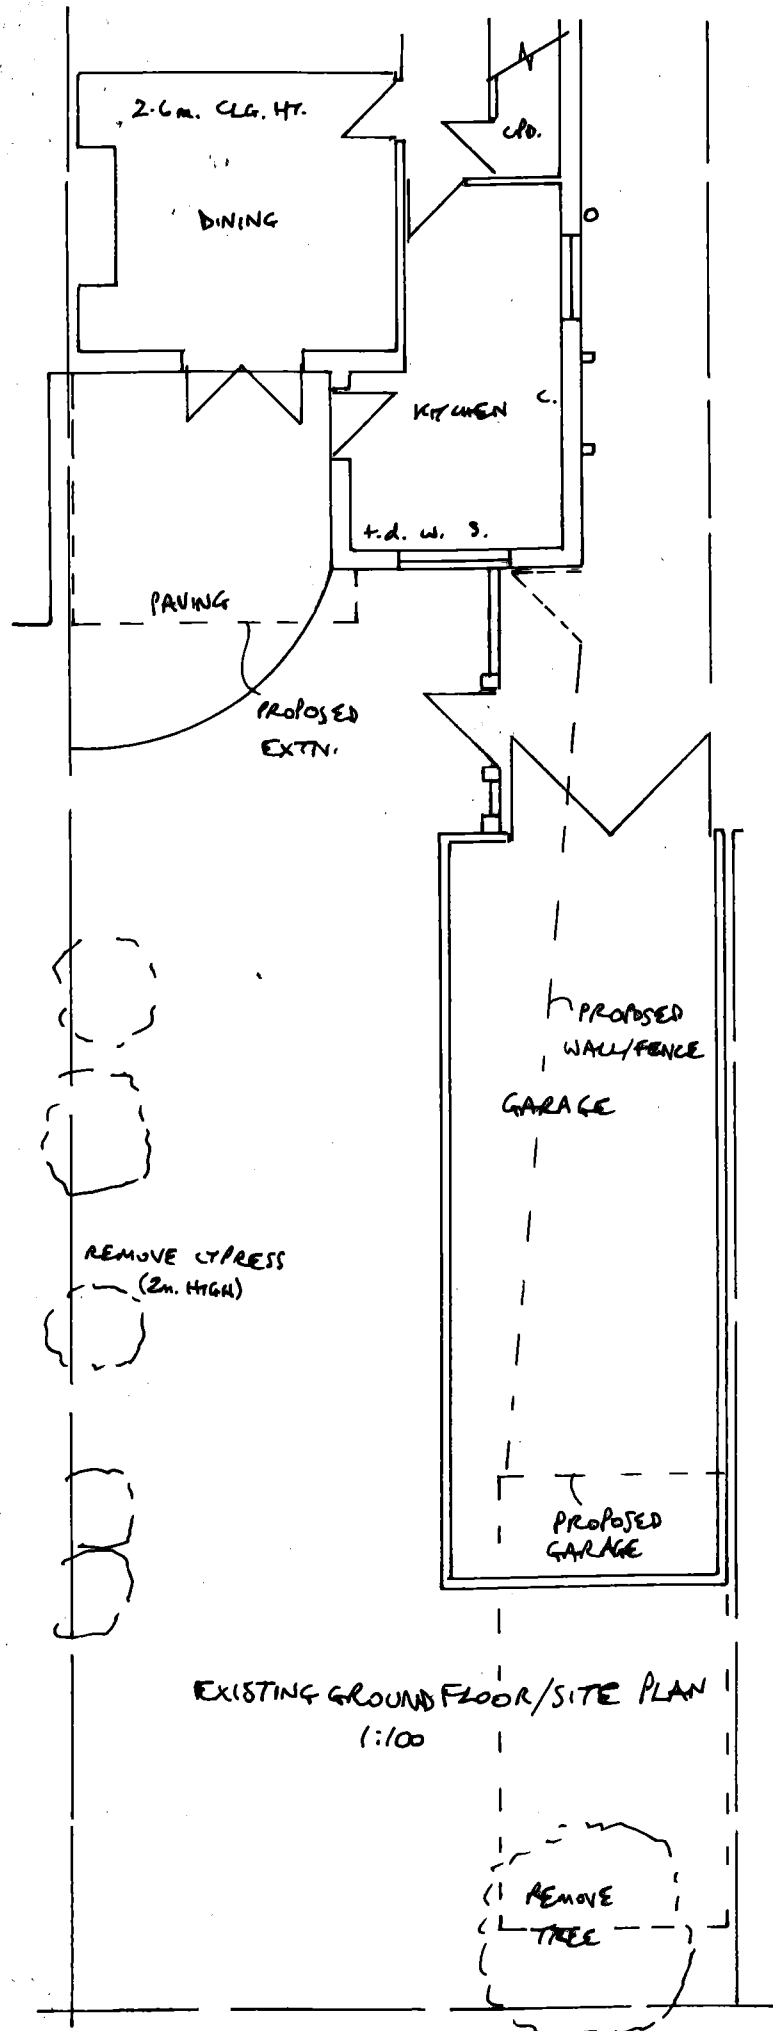 2.6m. CLG. HT.
CPD.
DINING
KITCHEN
C.
t.d. w. s.
PAVING
PROPOSED
EXTN.
PROPOSED
WALL/FENCE
GARAGE
REMOVE CYPRESS
(2m. HIGH)
PROPOSED
GARAGE
EXISTING GROUND FLOOR/SITE PLAN
1:100
REMOVE
TREE